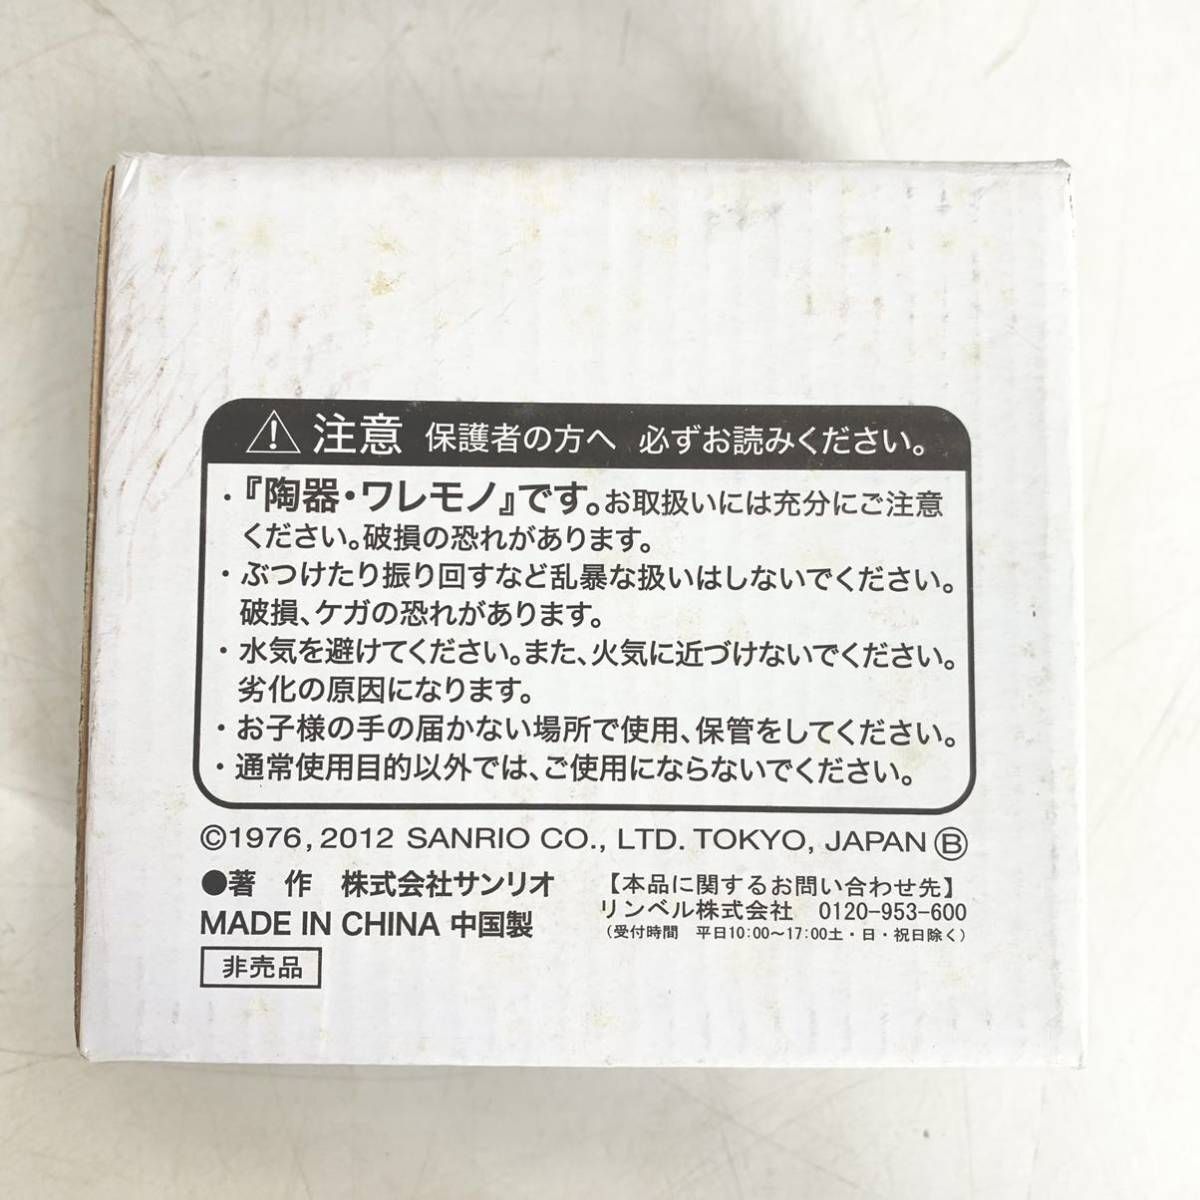 注意 保護者の方へ 必ずお読みください。
・『陶器・ワレモノ』です。お取扱いには充分にご注意
ください。破損の恐れがあります。
・ぶつけたり振り回すなど乱暴な扱いはしないでください。
破損、ケガの恐れがあります。
・水気を避けてください。また、火気に近づけないでください。
劣化の原因になります。
・お子様の手の届かない場所で使用、保管をしてください。
・通常使用目的以外では、ご使用にならないでください。
©1976, 2012 SANRIO CO., LTD. TOKYO, JAPAN Ⓑ
●著 作 株式会社サンリオ
MADE IN CHINA 中国製
非売品
【本品に関するお問い合わせ先】
リンベル株式会社 0120-953-600
(受付時間 平日10:00~17:00土・日・祝日除く)